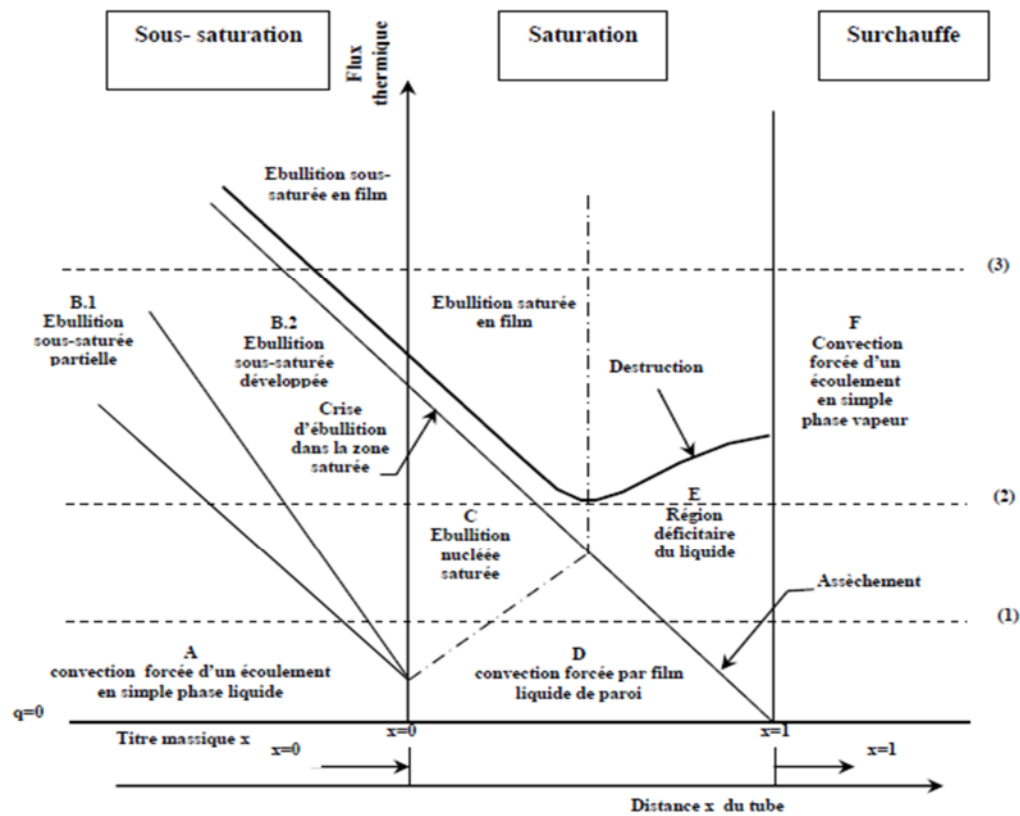 Sous- saturation
Saturation
Surchauffe
Flux
thermique
Ebullition sous-
saturée en film
(3)
B.1
Ebullition
sous-saturée
partielle
B.2
Ebullition
sous-saturée
développée
Ebullition saturée
en film
F
Convection
forcée d'un
écoulement
en simple
phase vapeur
Destruction
Crise
d'ébullition
dans la zone
saturée
(2)
C
Ebullition
nucléée
saturée
E
Région
déficitaire
du liquide
Assèchement
(1)
A
convection forcée d'un écoulement
en simple phase liquide
D
convection forcée par film
liquide de paroi
q=0
Titre massique x
x=0
x=1
x=0
x=1
Distance x du tube